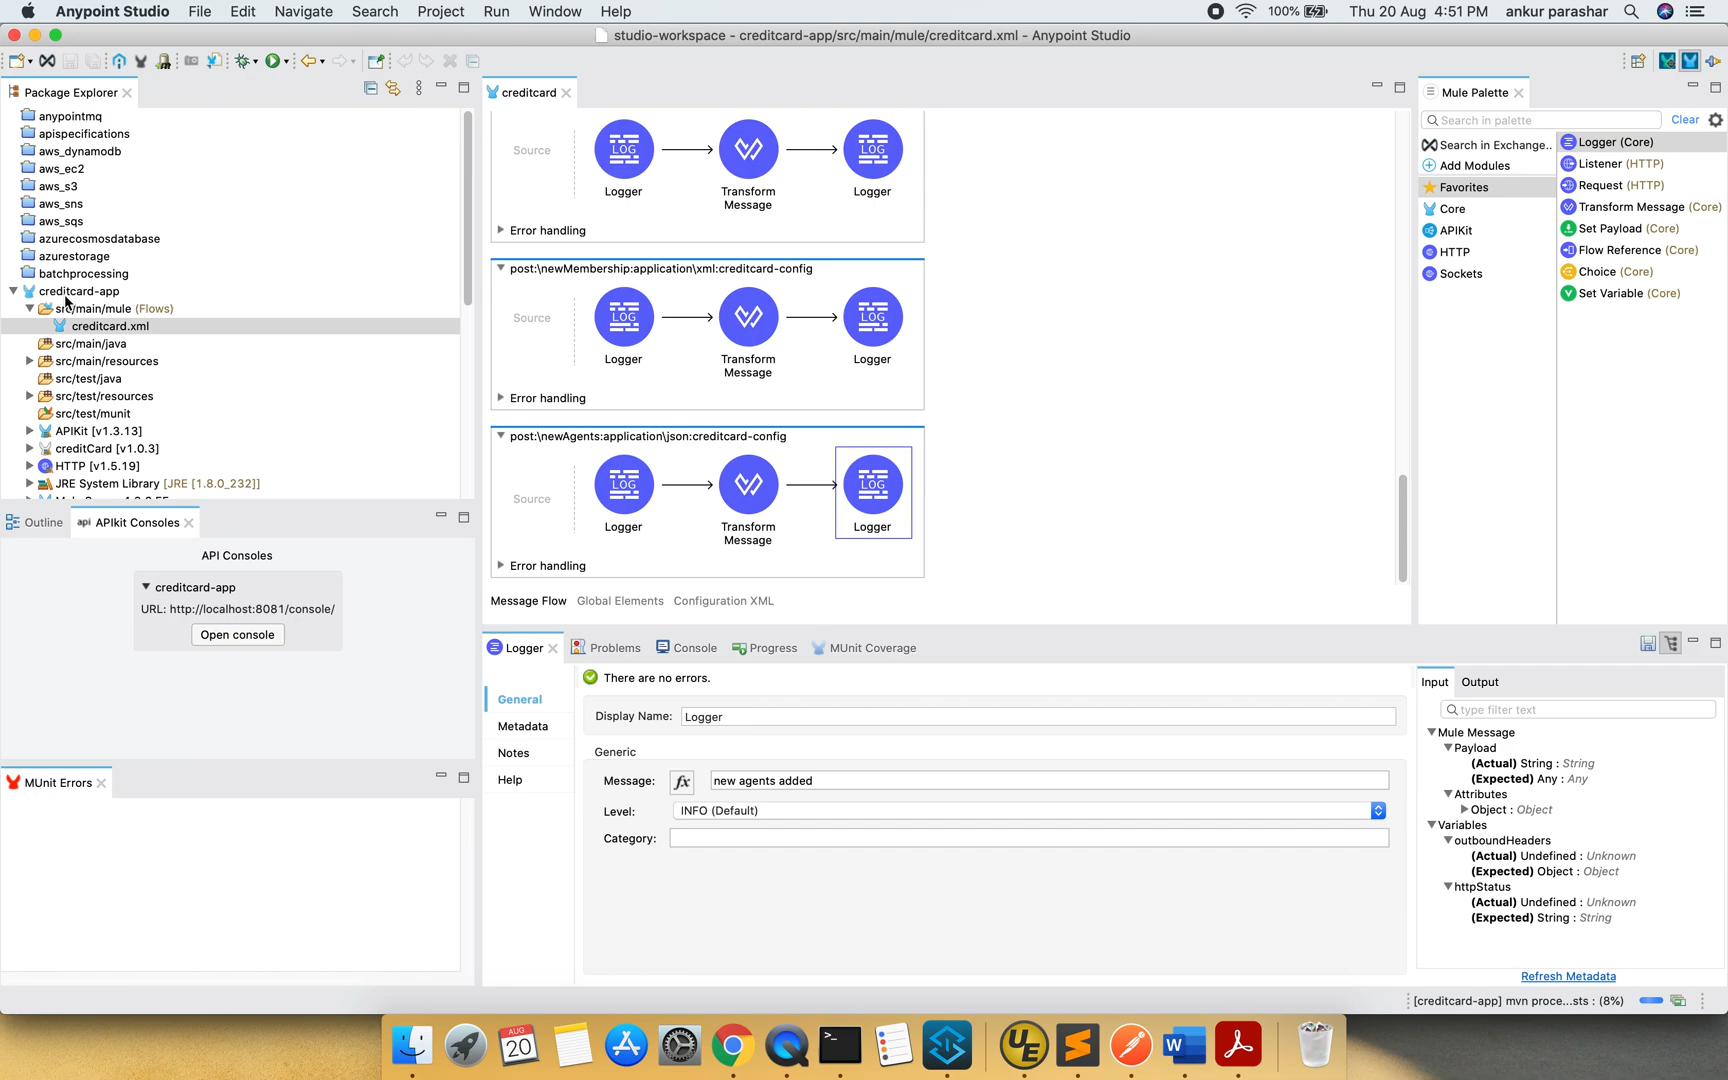 Anypoint Studio File Edit Navigate Search Project Run Window Help 100% Thu 20 Aug 4:51 PM ankur parashar
studio-workspace - creditcard-app/src/main/mule/creditcard.xml - Anypoint Studio
Package Explorer
anypointmq
apispecifications
aws_dynamodb
aws_ec2
aws_s3
aws_sns
aws_sqs
azurecosmosdatabase
azurestorage
batchprocessing
creditcard-app
src/main/mule (Flows)
creditcard.xml
src/main/java
src/main/resources
src/test/java
src/test/resources
src/test/munit
APIKit [v1.3.13]
creditCard [v1.0.3]
HTTP [v1.5.19]
JRE System Library [JRE [1.8.0_232]]
Outline api APIkit Consoles
API Consoles
creditcard-app
URL: http://localhost:8081/console/
Open console
MUnit Errors
creditcard
Source
LOG
LOG
Logger
Transform
Message
Logger
Error handling
post:\newMembership:application\xml:creditcard-config
Source
LOG
LOG
Logger
Transform
Message
Logger
Error handling
post:\newAgents:application\json:creditcard-config
Source
LOG
LOG
Logger
Transform
Message
Logger
Error handling
Message Flow Global Elements Configuration XML
Logger Problems Console Progress MUnit Coverage
General
Metadata
Notes
Help
There are no errors.
Display Name: Logger
Generic
Message: fx new agents added
Level: INFO (Default)
Category:
Mule Palette
Search in palette Clear
Search in Exchange..
Add Modules
Favorites
Core
APIKit
HTTP
Sockets
Logger (Core)
Listener (HTTP)
Request (HTTP)
Transform Message (Core)
Set Payload (Core)
Flow Reference (Core)
Choice (Core)
Set Variable (Core)
Input Output
type filter text
Mule Message
Payload
(Actual) String : String
(Expected) Any : Any
Attributes
Object : Object
Variables
outboundHeaders
(Actual) Undefined : Unknown
(Expected) Object : Object
httpStatus
(Actual) Undefined : Unknown
(Expected) String : String
Refresh Metadata
[creditcard-app] mvn proce...sts : (8%)
AUG
20
UE
W